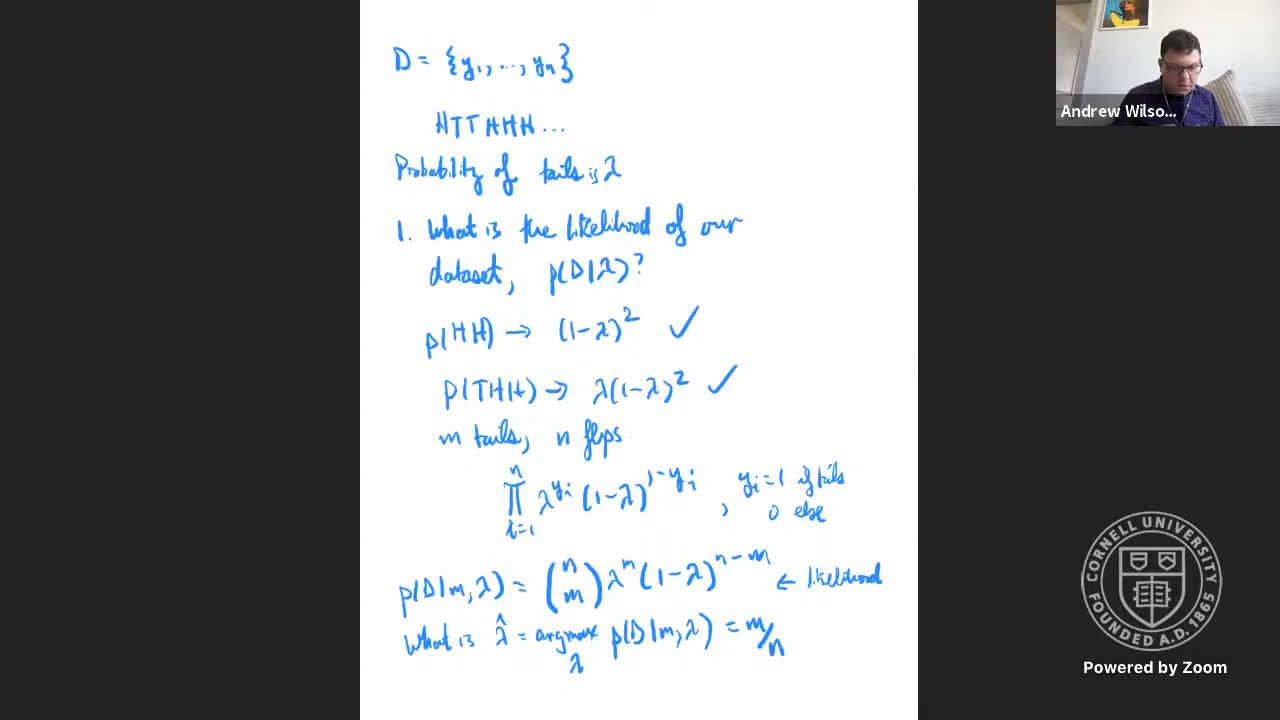 D = {y₁, ..., yₙ}
HTTHHH...
Probability of tails is λ
1. What is the likelihood of our
dataset, p(D|λ)?
p(HH) → (1-λ)² ✓
p(THH) → λ(1-λ)² ✓
m tails, n flips.
∏ᵢ₌₁ⁿ λ^{yᵢ} (1-λ)^{1-yᵢ}, yᵢ=1 if tails
0 else
p(D|m,λ) = (n m) λ^m (1-λ)^{n-m} ← likelihood
What is λ̂ = argmax_λ p(D|m,λ) = m/n
Andrew Wilso...
CORNELL UNIVERSITY
FOUNDED A.D. 1865
Powered by Zoom